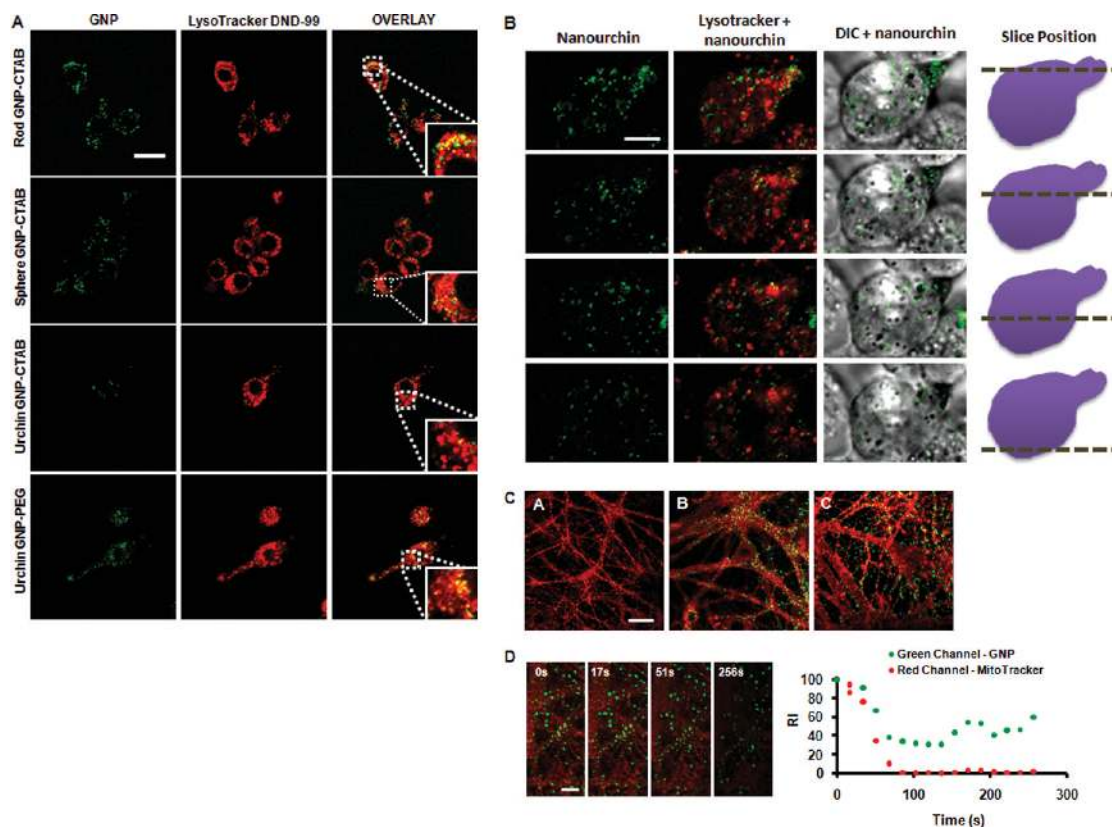 A
GNP
LysoTracker DND-99
OVERLAY
Rod GNP-CTAB
Sphere GNP-CTAB
Urchin GNP-CTAB
Urchin GNP-PEG
B
Nanourchin
Lysotracker +
nanourchin
DIC + nanourchin
Slice Position
C
A
B
C
D
0s
17s
51s
256s
Green Channel - GNP
Red Channel - MitoTracker
RI
100
80
60
40
20
0
0
100
200
300
Time (s)